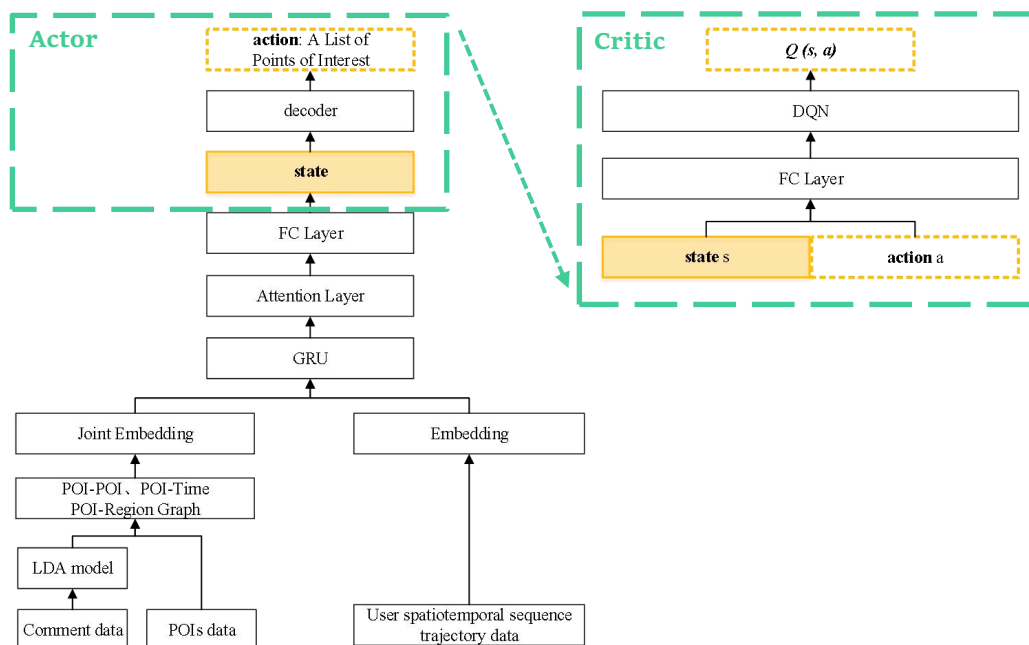 Actor
action: A List of
Points of Interest
decoder
state
FC Layer
Attention Layer
GRU
Joint Embedding
Embedding
POI-POI、POI-Time
POI-Region Graph
LDA model
Comment data
POIs data
User spatiotemporal sequence
trajectory data
Critic
Q (s, a)
DQN
FC Layer
state s
action a